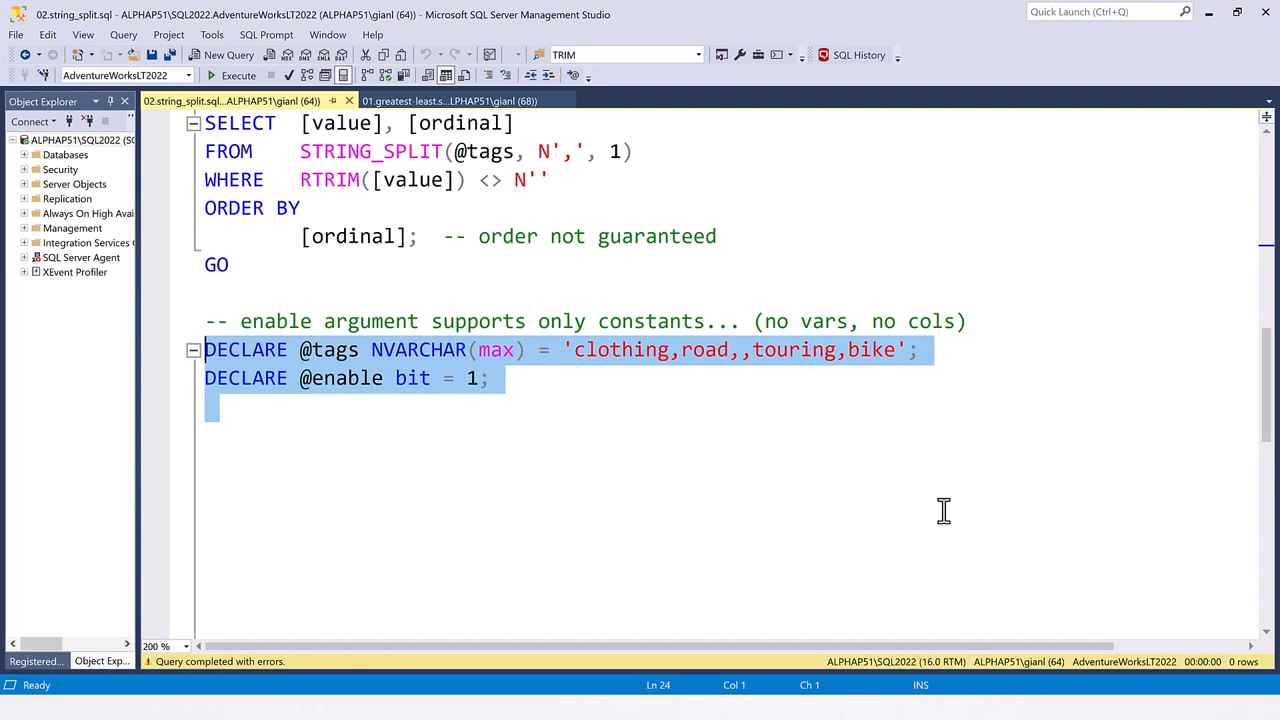 02.string_split.sql - ALPHAP51\SQL2022.AdventureWorksLT2022 (ALPHAP51\gianl (64)) - Microsoft SQL Server Management Studio
Quick Launch (Ctrl+Q)
File Edit View Query Project Tools SQL Prompt Window Help
New Query MDX DMX XMLA DAX TRIM SQL History
AdventureWorksLT2022 Execute
Object Explorer
02.string_split.sql...ALPHAP51\gianl (64)) 01.greatest-least.s...LPHAP51\gianl (68))
Connect
ALPHAP51\SQL2022 (SQ
Databases
Security
Server Objects
Replication
Always On High Avai
Management
Integration Services C
SQL Server Agent
XEvent Profiler
SELECT [value], [ordinal]
FROM STRING_SPLIT(@tags, N',', 1)
WHERE RTRIM([value]) <> N''
ORDER BY
[ordinal]; -- order not guaranteed
GO
-- enable argument supports only constants... (no vars, no cols)
DECLARE @tags NVARCHAR(max) = 'clothing,road,,touring,bike';
DECLARE @enable bit = 1;
200 %
Registered... Object Exp...
Query completed with errors. ALPHAP51\SQL2022 (16.0 RTM) ALPHAP51\gianl (64) AdventureWorksLT2022 00:00:00 0 rows
Ready Ln 24 Col 1 Ch 1 INS